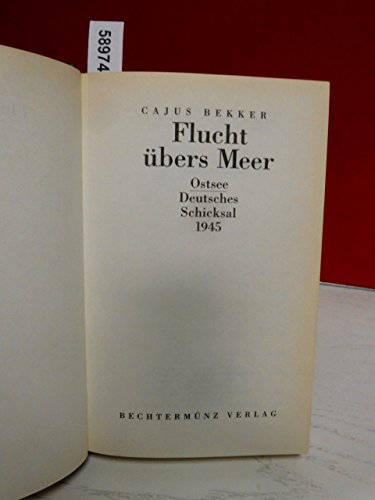 58974
CAJUS BEKKER
Flucht
übers Meer
Ostsee
Deutsches
Schicksal
1945
BECHTERMÜNZ VERLAG